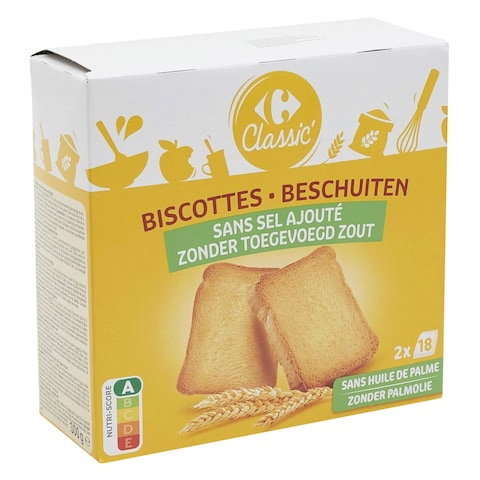 Classic'
BISCOTTES • BESCHUITEN
SANS SEL AJOUTÉ
ZONDER TOEGEVOEGD ZOUT
2x 18
SANS HUILE DE PALME
ZONDER PALMOLIE
NUTRI-SCORE
A
B
C
D
E
300 g e